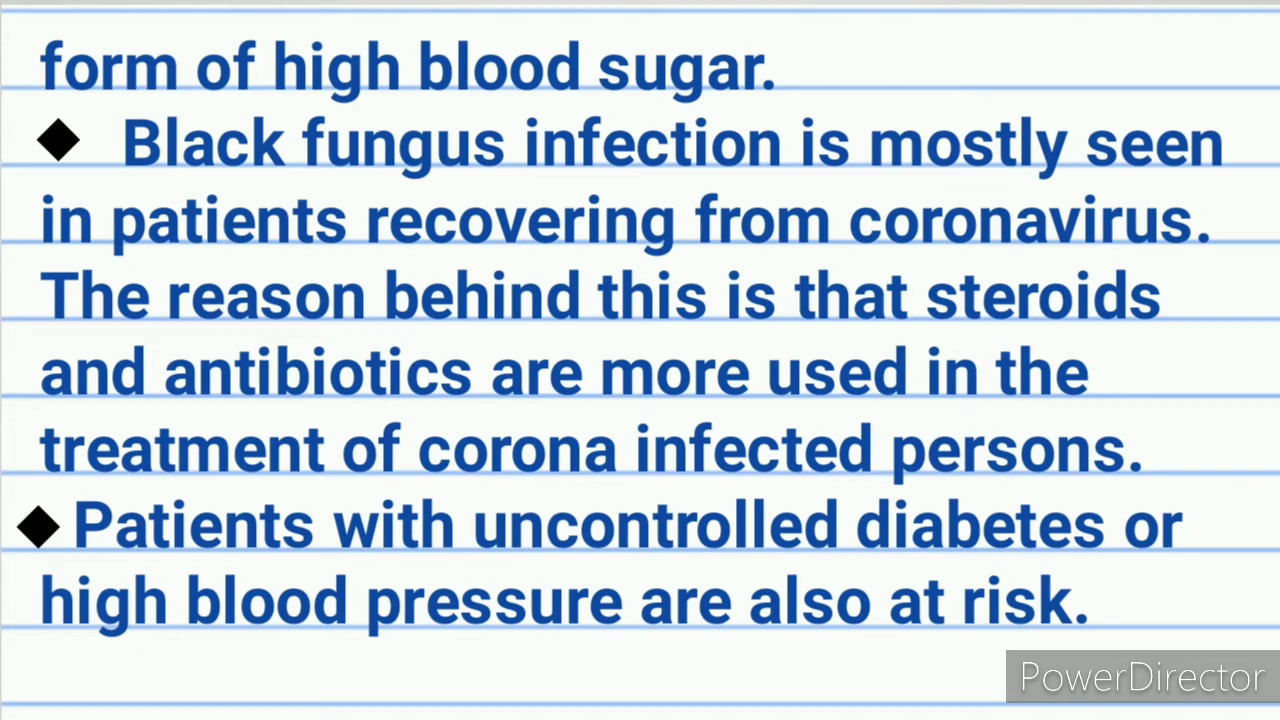 form of high blood sugar.
◆ Black fungus infection is mostly seen
in patients recovering from coronavirus.
The reason behind this is that steroids
and antibiotics are more used in the
treatment of corona infected persons.
◆ Patients with uncontrolled diabetes or
high blood pressure are also at risk.
PowerDirector